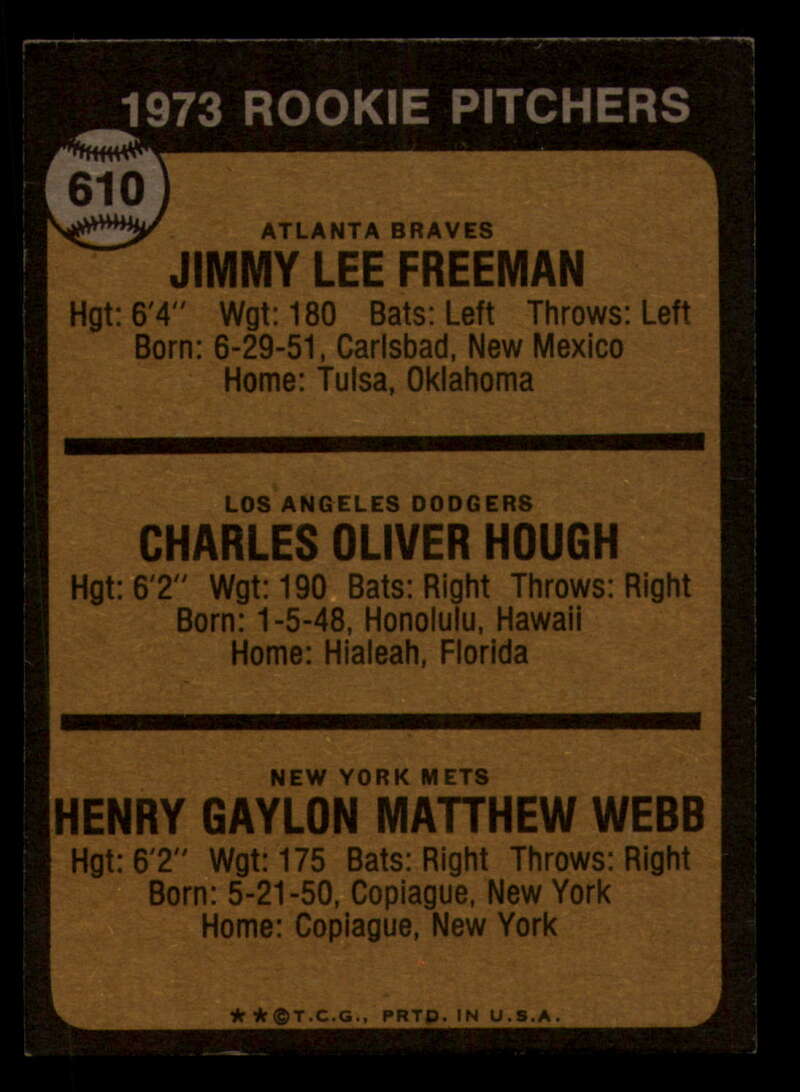 1973 ROOKIE PITCHERS
610
ATLANTA BRAVES
JIMMY LEE FREEMAN
Hgt: 6'4" Wgt: 180 Bats: Left Throws: Left
Born: 6-29-51, Carlsbad, New Mexico
Home: Tulsa, Oklahoma
LOS ANGELES DODGERS
CHARLES OLIVER HOUGH
Hgt: 6'2" Wgt: 190 Bats: Right Throws: Right
Born: 1-5-48, Honolulu, Hawaii
Home: Hialeah, Florida
NEW YORK METS
HENRY GAYLON MATTHEW WEBB
Hgt: 6'2" Wgt: 175 Bats: Right Throws: Right
Born: 5-21-50, Copiague, New York
Home: Copiague, New York
★★©T.C.G., PRTD. IN U.S.A.